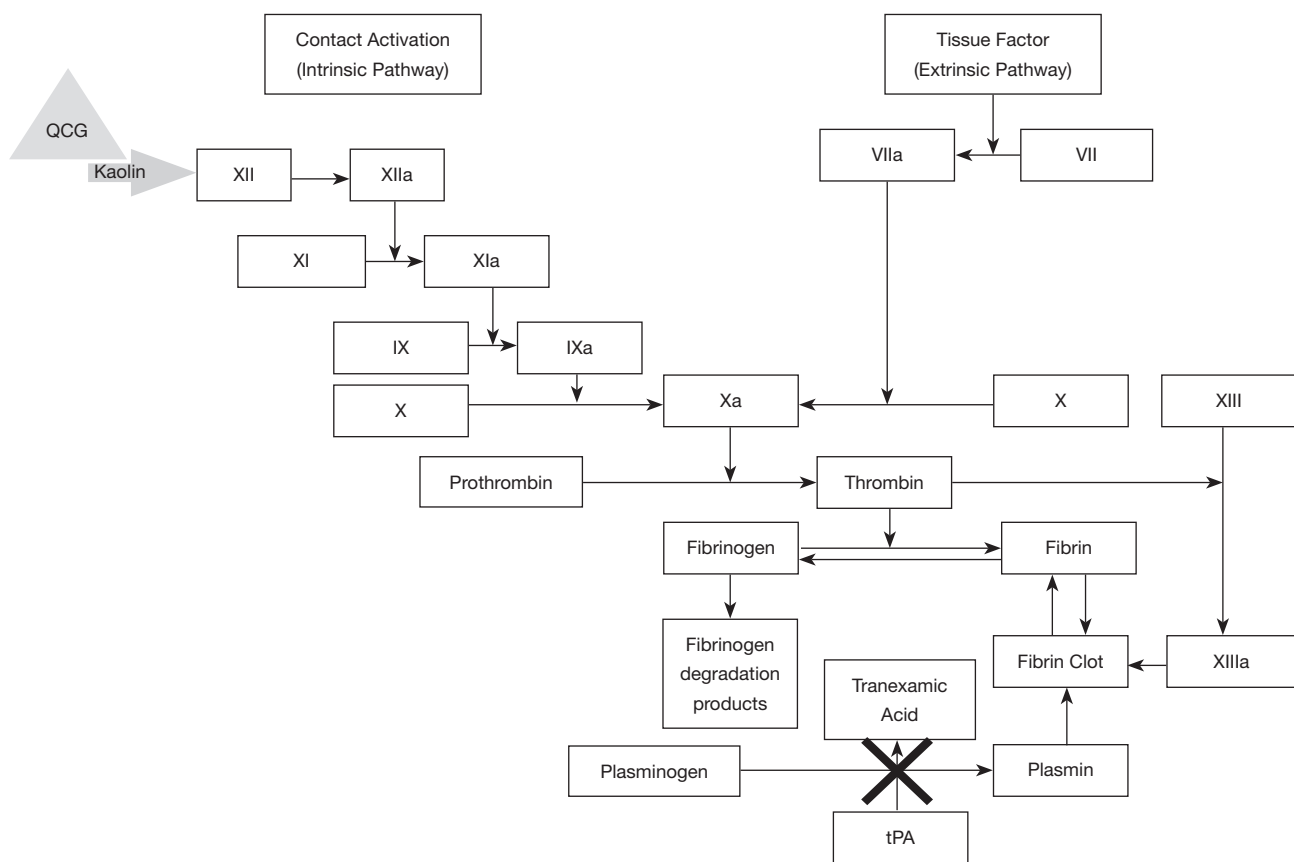 Contact Activation
(Intrinsic Pathway)
Tissue Factor
(Extrinsic Pathway)
QCG
Kaolin
XII
XIIa
VIIa
VII
XI
XIa
IX
IXa
X
Xa
X
XIII
Prothrombin
Thrombin
Fibrinogen
Fibrin
Fibrinogen
degradation
products
Fibrin Clot
XIIIa
Tranexamic
Acid
Plasminogen
Plasmin
tPA